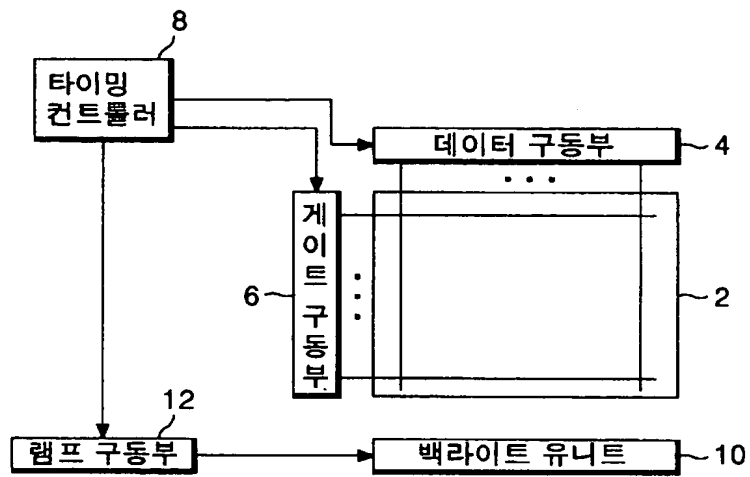 8
타이밍
컨트롤러
데이터 구동부
4
게이트 구동부
6
2
12
램프 구동부
백라이트 유니트
10